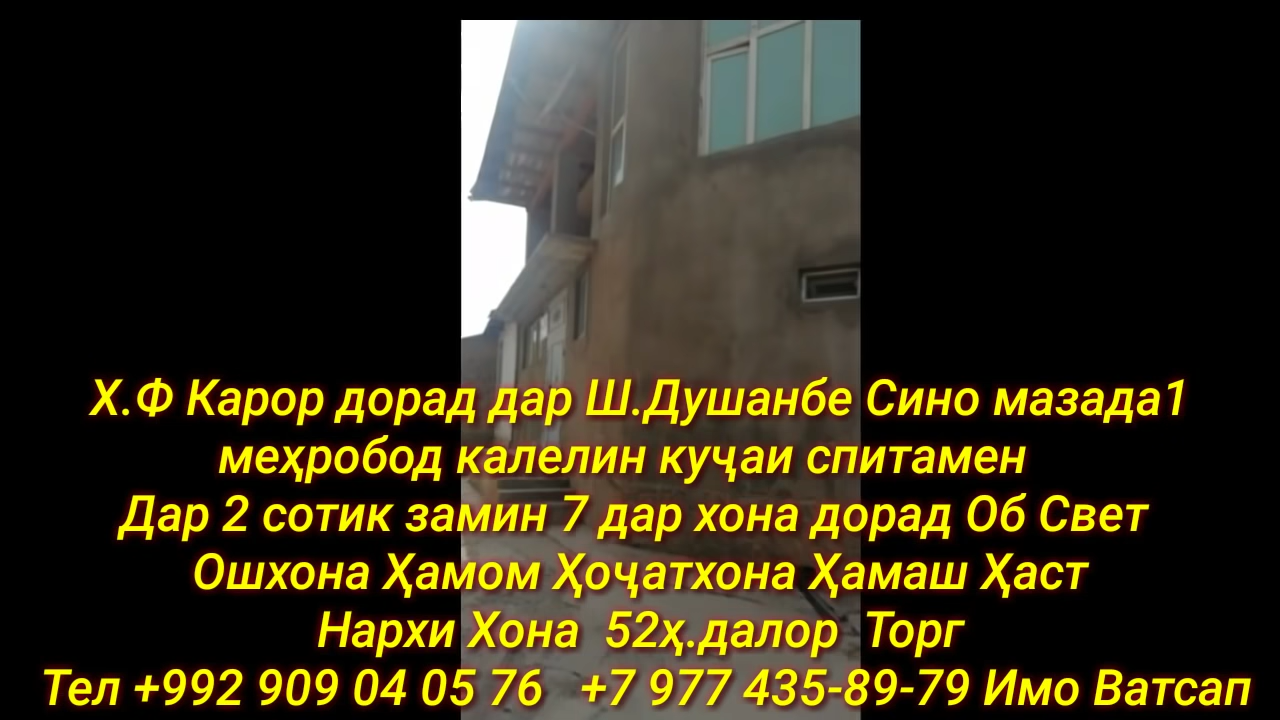 Х.Ф Карор дорад дар Ш.Душанбе Сино мазада1
меҳробод калелин куҷаи спитамен
Дар 2 сотик замин 7 дар хона дорад Об Свет
Ошхона Ҳамом Ҳоҷатхона Ҳамаш Ҳаст
Нархи Хона 52ҳ.далор Торг
Тел +992 909 04 05 76 +7 977 435-89-79 Имо Ватсап